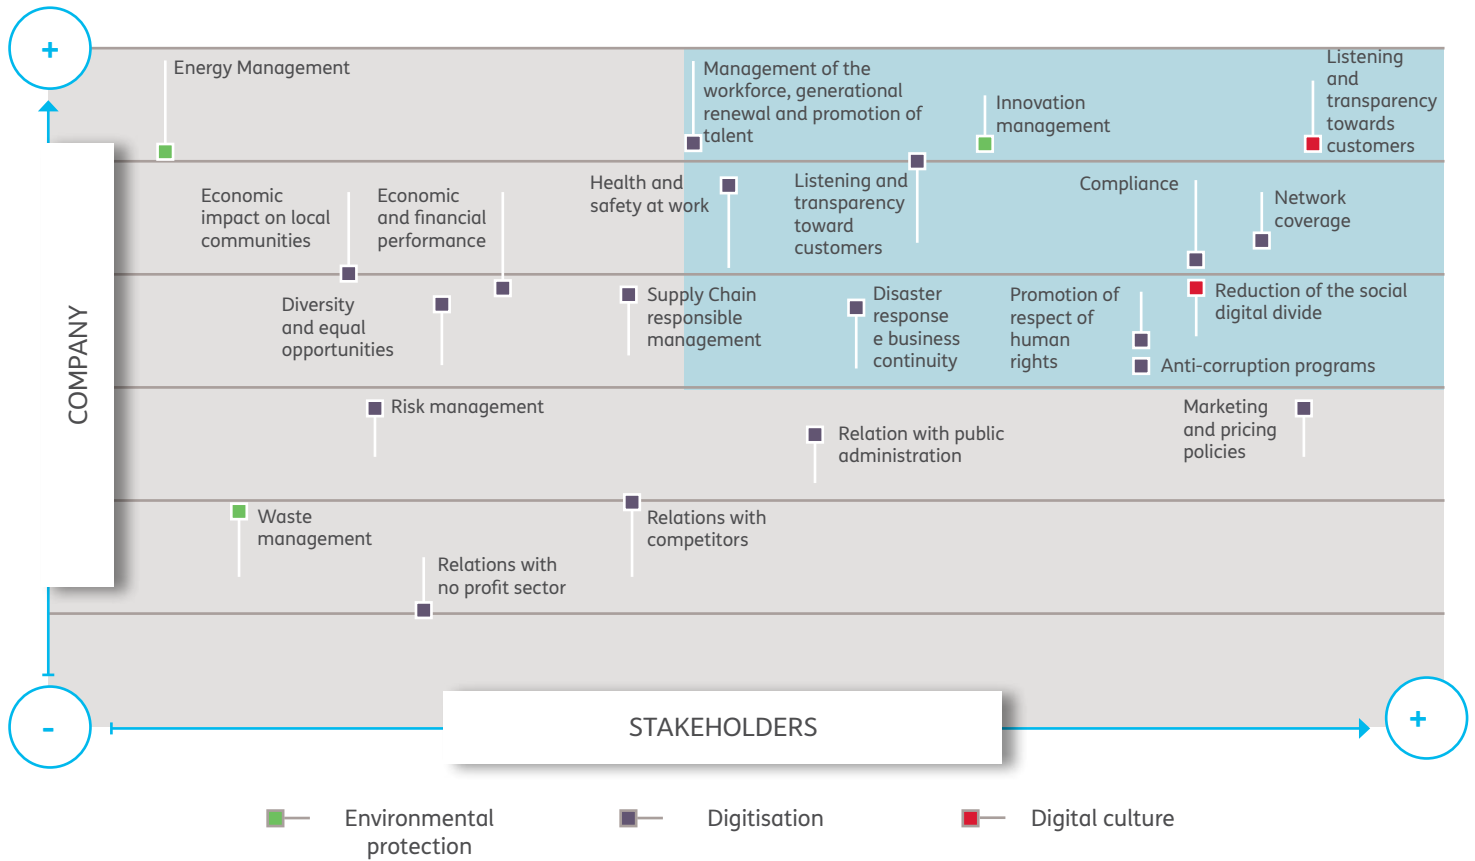 +
Energy Management
Management of the
workforce, generational
renewal and promotion of
talent
Innovation
management
Listening
and
transparency
towards
customers
Economic
impact on local
communities
Economic
and financial
performance
Health and
safety at work
Listening and
transparency
toward
customers
Compliance
Network
coverage
Diversity
and equal
opportunities
Supply Chain
responsible
management
Disaster
response
e business
continuity
Promotion of
respect of
human
rights
Reduction of the social
digital divide
Anti-corruption programs
COMPANY
Risk management
Relation with public
administration
Marketing
and pricing
policies
Waste
management
Relations with
competitors
Relations with
no profit sector
-
STAKEHOLDERS
+
Environmental
protection
Digitisation
Digital culture